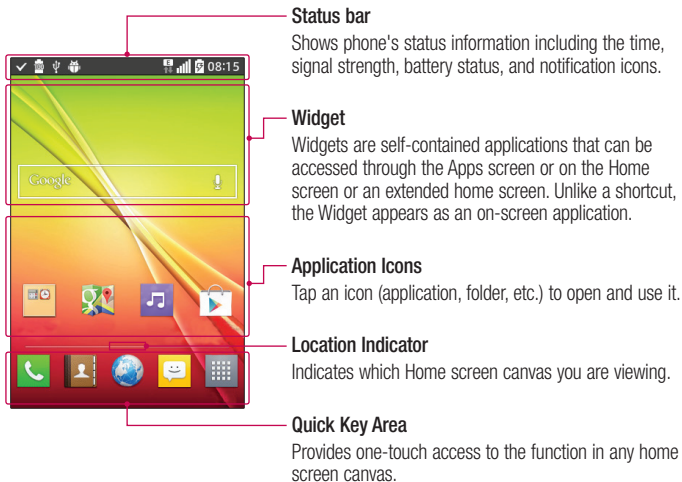 Status bar
Shows phone's status information including the time,
signal strength, battery status, and notification icons.
08:15
Widget
Widgets are self-contained applications that can be
accessed through the Apps screen or on the Home
screen or an extended home screen. Unlike a shortcut,
the Widget appears as an on-screen application.
Google
Application Icons
Tap an icon (application, folder, etc.) to open and use it.
Location Indicator
Indicates which Home screen canvas you are viewing.
Quick Key Area
Provides one-touch access to the function in any home
screen canvas.